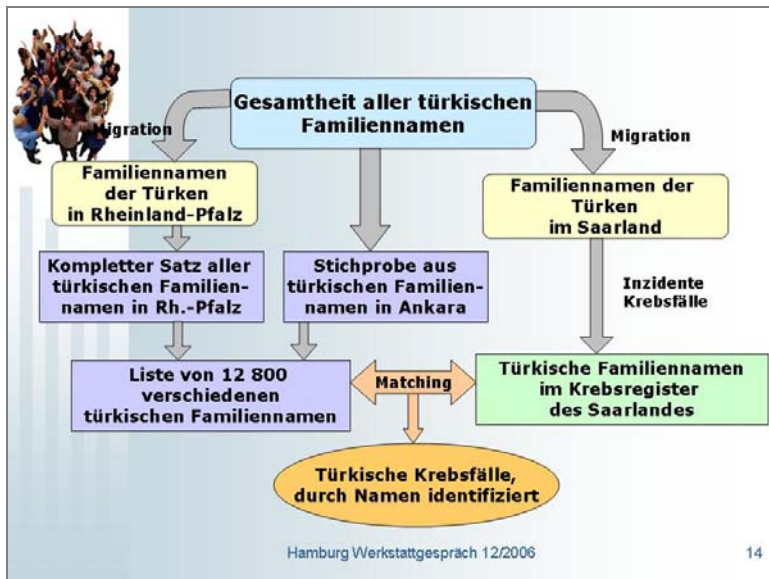 Gesamtheit aller türkischen
Familiennamen
Migration
Migration
Familiennamen
der Türken
in Rheinland-Pfalz
Familiennamen der
Türken
im Saarland
Kompletter Satz aller
türkischen Familien-
namen in Rh.-Pfalz
Stichprobe aus
türkischen Familien-
namen in Ankara
Inzidente
Krebsfälle
Liste von 12 800
verschiedenen
türkischen Familiennamen
Matching
Türkische Familiennamen
im Krebsregister
des Saarlandes
Türkische Krebsfälle,
durch Namen identifiziert
Hamburg Werkstattgespräch 12/2006
14